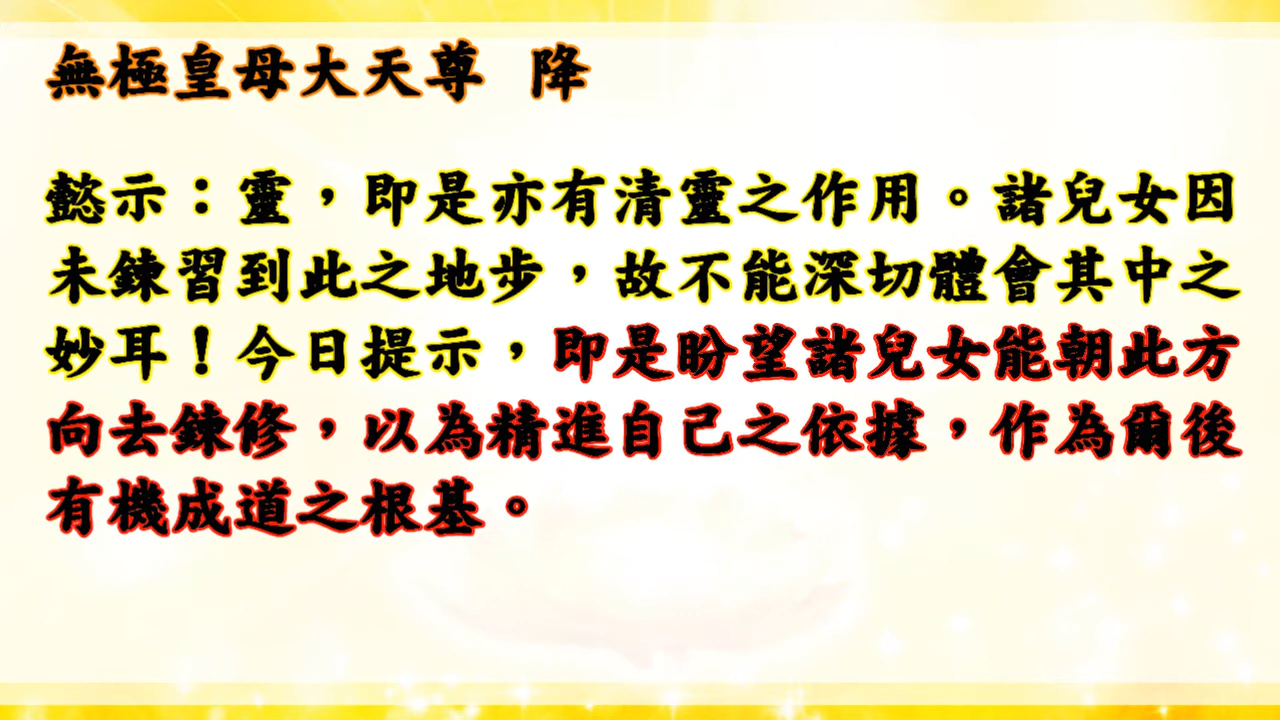 無極皇母大天尊 降
懿示：靈，即是亦有清靈之作用。諸兒女因
未鍊習到此之地步，故不能深切體會其中之
妙耳！今日提示，即是盼望諸兒女能朝此方
向去鍊修，以為精進自己之依據，作為爾後
有機成道之根基。